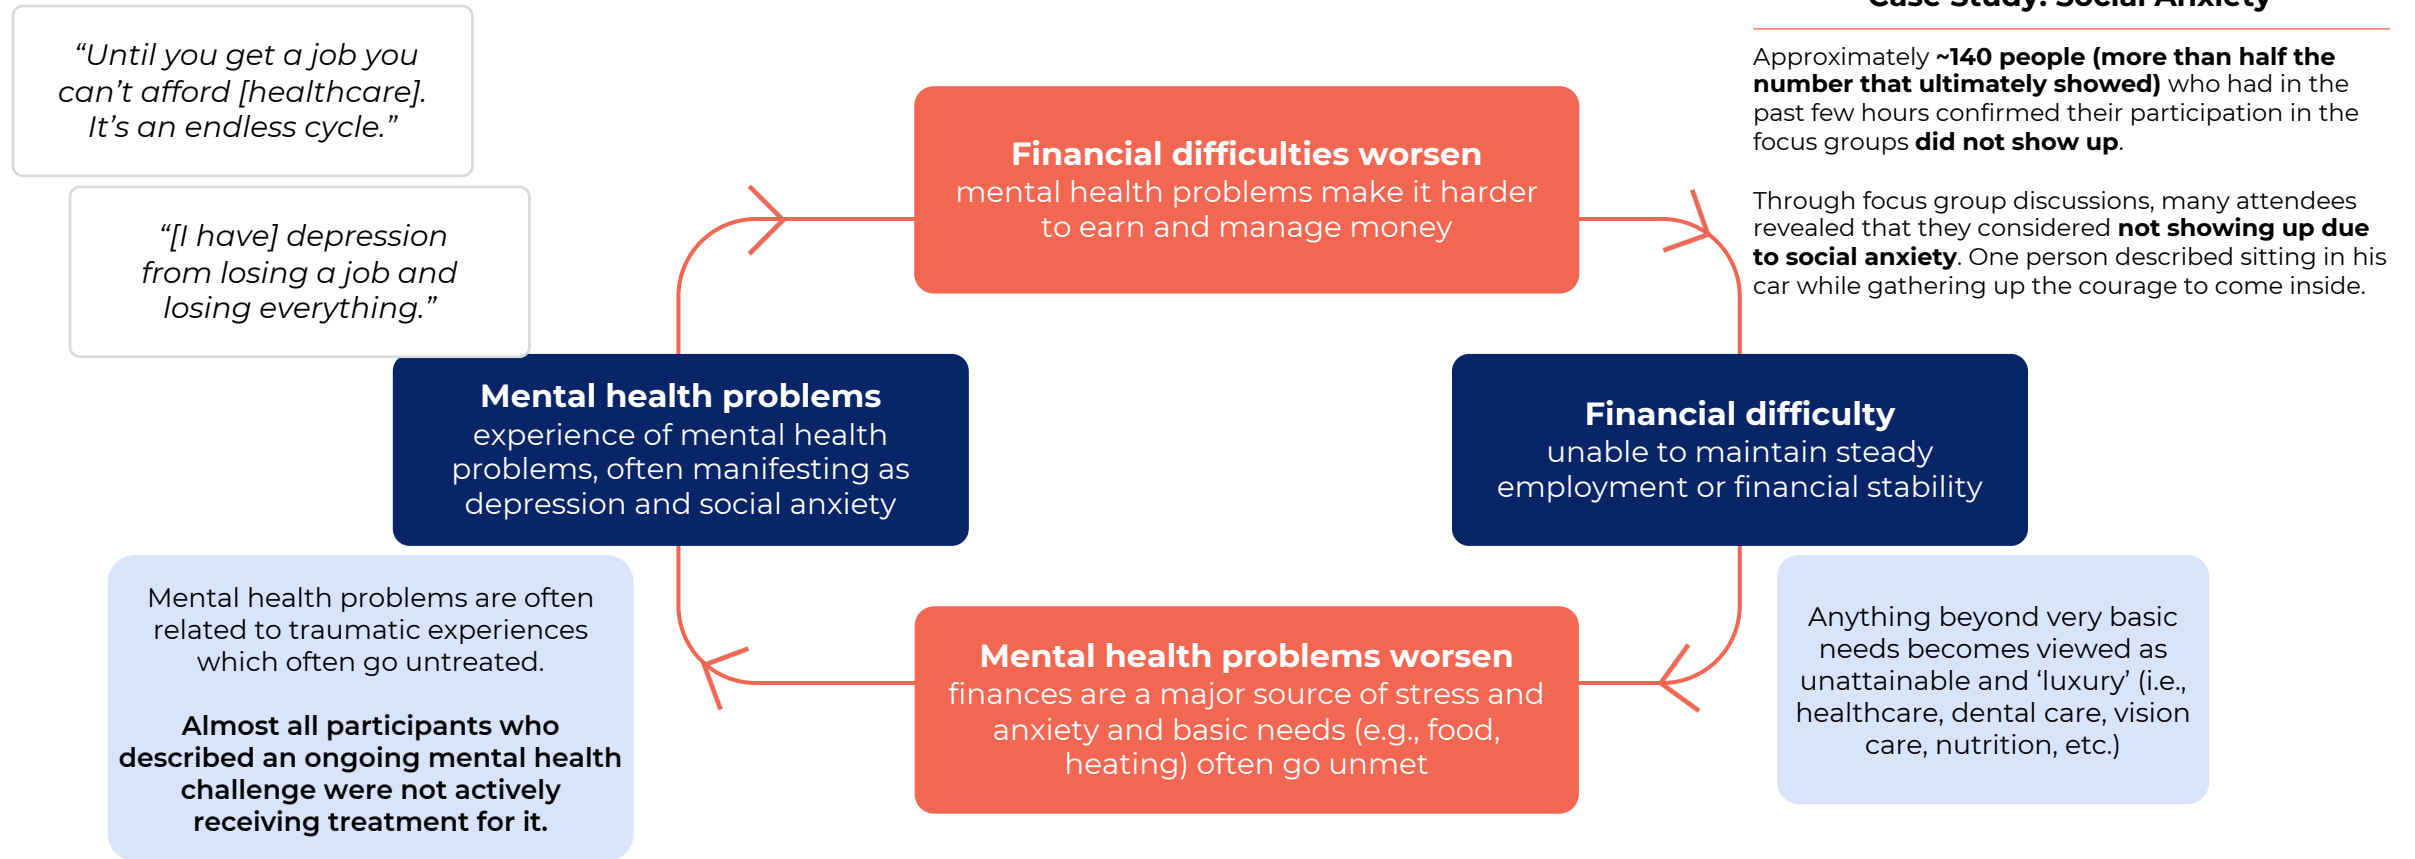 Case Study: Social Anxiety
“Until you get a job you
can’t afford [healthcare].
It’s an endless cycle.”
“[I have] depression
from losing a job and
losing everything.”
Financial difficulties worsen
mental health problems make it harder
to earn and manage money
Approximately ~140 people (more than half the
number that ultimately showed) who had in the
past few hours confirmed their participation in the
focus groups did not show up.
Through focus group discussions, many attendees
revealed that they considered not showing up due
to social anxiety. One person described sitting in his
car while gathering up the courage to come inside.
Mental health problems
experience of mental health
problems, often manifesting as
depression and social anxiety
Financial difficulty
unable to maintain steady
employment or financial stability
Mental health problems are often
related to traumatic experiences
which often go untreated.
Almost all participants who
described an ongoing mental health
challenge were not actively
receiving treatment for it.
Mental health problems worsen
finances are a major source of stress and
anxiety and basic needs (e.g., food,
heating) often go unmet
Anything beyond very basic
needs becomes viewed as
unattainable and ‘luxury’ (i.e.,
healthcare, dental care, vision
care, nutrition, etc.)